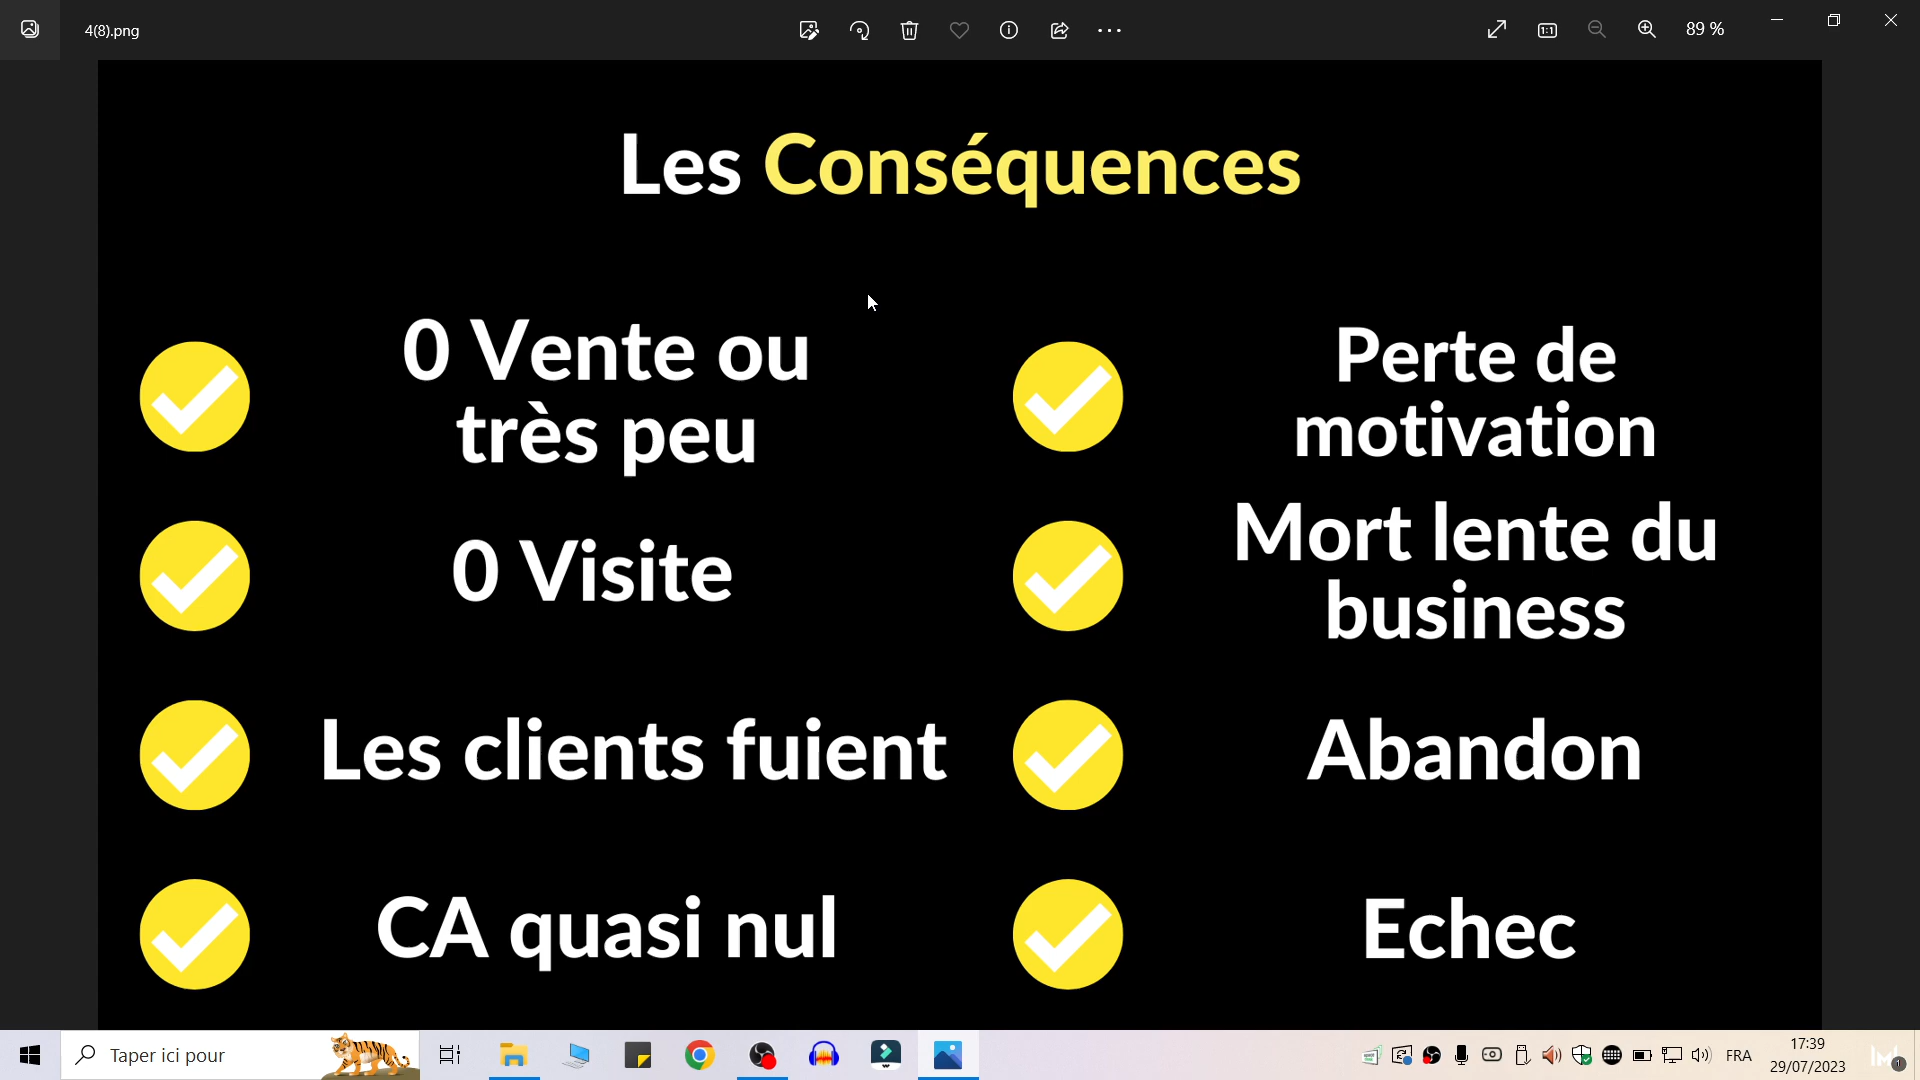 4(8).png
89 %
Les Conséquences
0 Vente ou
très peu
0 Visite
Les clients fuient
CA quasi nul
Perte de
motivation
Mort lente du
business
Abandon
Echec
Taper ici pour
FRA
17:39
29/07/2023
1